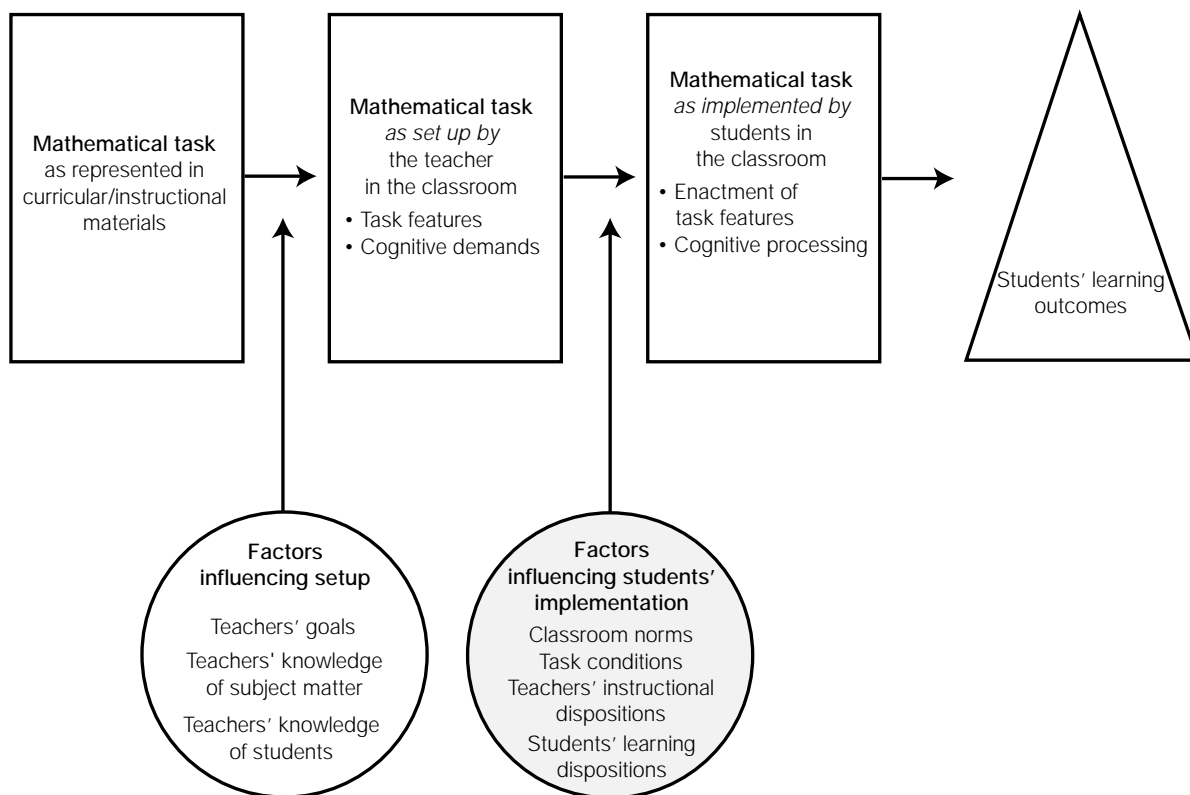 Mathematical task
as represented in
curricular/instructional
materials
Mathematical task
as set up by
the teacher
in the classroom
• Task features
• Cognitive demands
Mathematical task
as implemented by
students in
the classroom
• Enactment of
task features
• Cognitive processing
Students’ learning
outcomes
Factors
influencing setup
Teachers’ goals
Teachers' knowledge
of subject matter
Teachers’ knowledge
of students
Factors
influencing students’
implementation
Classroom norms
Task conditions
Teachers’ instructional
dispositions
Students’ learning
dispositions